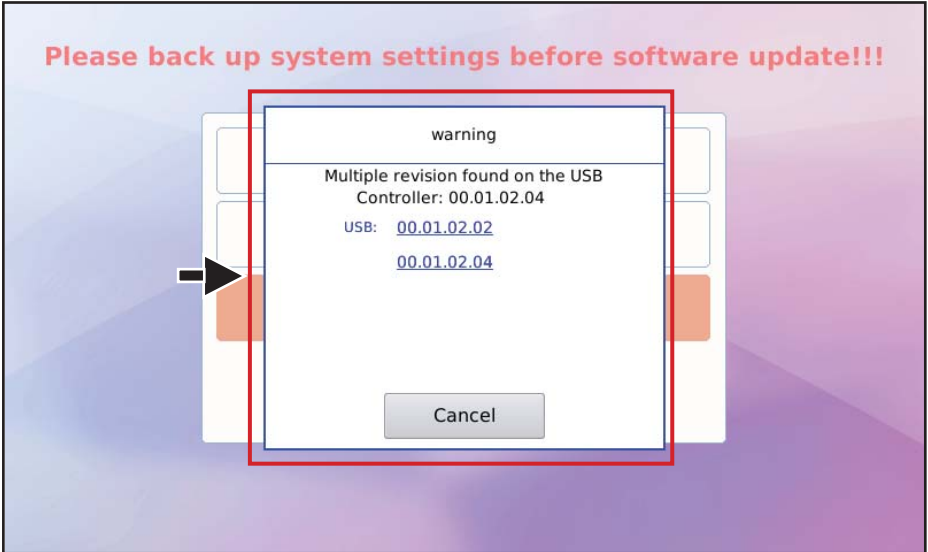 Please back up system settings before software update!!!
warning
Multiple revision found on the USB
Controller: 00.01.02.04
USB: 00.01.02.02
00.01.02.04
Cancel